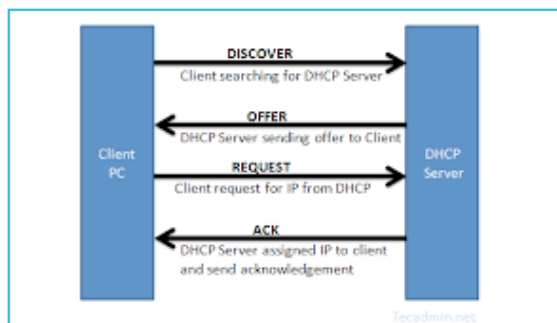 DISCOVER
Client searching for DHCP Server
OFFER
DHCP Server sending offer to Client
Client
PC
DHCP
Server
REQUEST
Client request for IP from DHCP
ACK
DHCP Server assigned IP to client
and send acknowledgement
Tecadmin.net